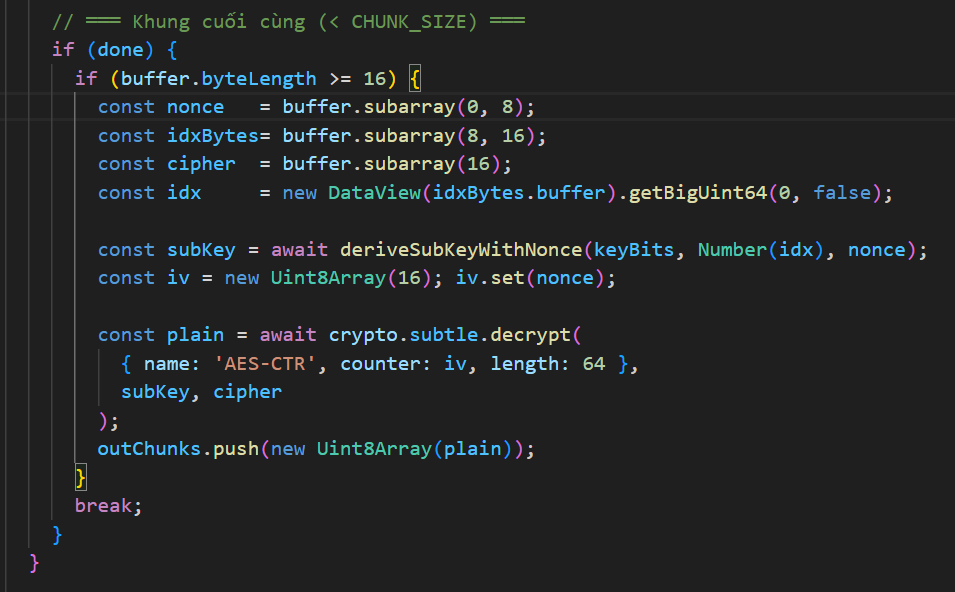 // ═══ Khung cuối cùng (< CHUNK_SIZE) ═══
if (done) {
if (buffer.byteLength >= 16) {
const nonce   = buffer.subarray(0, 8);
const idxBytes= buffer.subarray(8, 16);
const cipher  = buffer.subarray(16);
const idx     = new DataView(idxBytes.buffer).getBigUint64(0, false);
const subKey = await deriveSubKeyWithNonce(keyBits, Number(idx), nonce);
const iv = new Uint8Array(16); iv.set(nonce);
const plain = await crypto.subtle.decrypt(
{ name: 'AES-CTR', counter: iv, length: 64 },
subKey, cipher
);
outChunks.push(new Uint8Array(plain));
}
break;
}
}